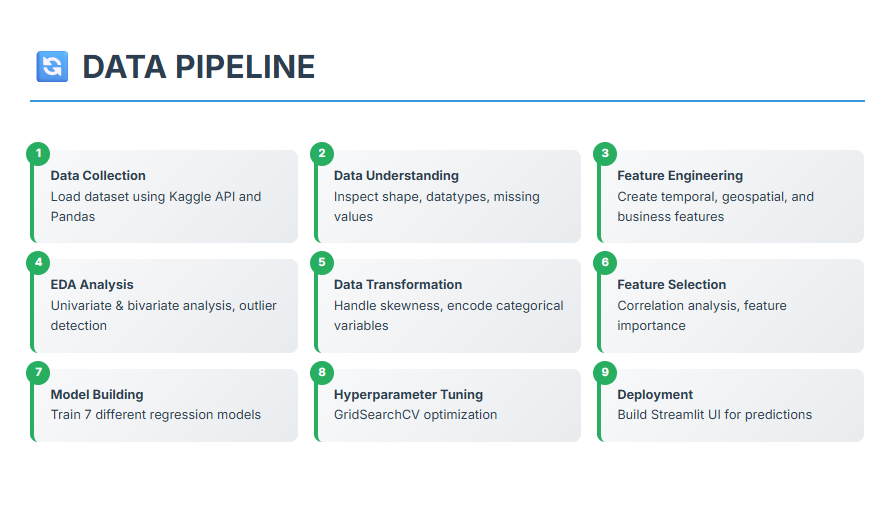 DATA PIPELINE
1
Data Collection
Load dataset using Kaggle API and
Pandas
2
Data Understanding
Inspect shape, datatypes, missing
values
3
Feature Engineering
Create temporal, geospatial, and
business features
4
EDA Analysis
Univariate & bivariate analysis, outlier
detection
5
Data Transformation
Handle skewness, encode categorical
variables
6
Feature Selection
Correlation analysis, feature
importance
7
Model Building
Train 7 different regression models
8
Hyperparameter Tuning
GridSearchCV optimization
9
Deployment
Build Streamlit UI for predictions